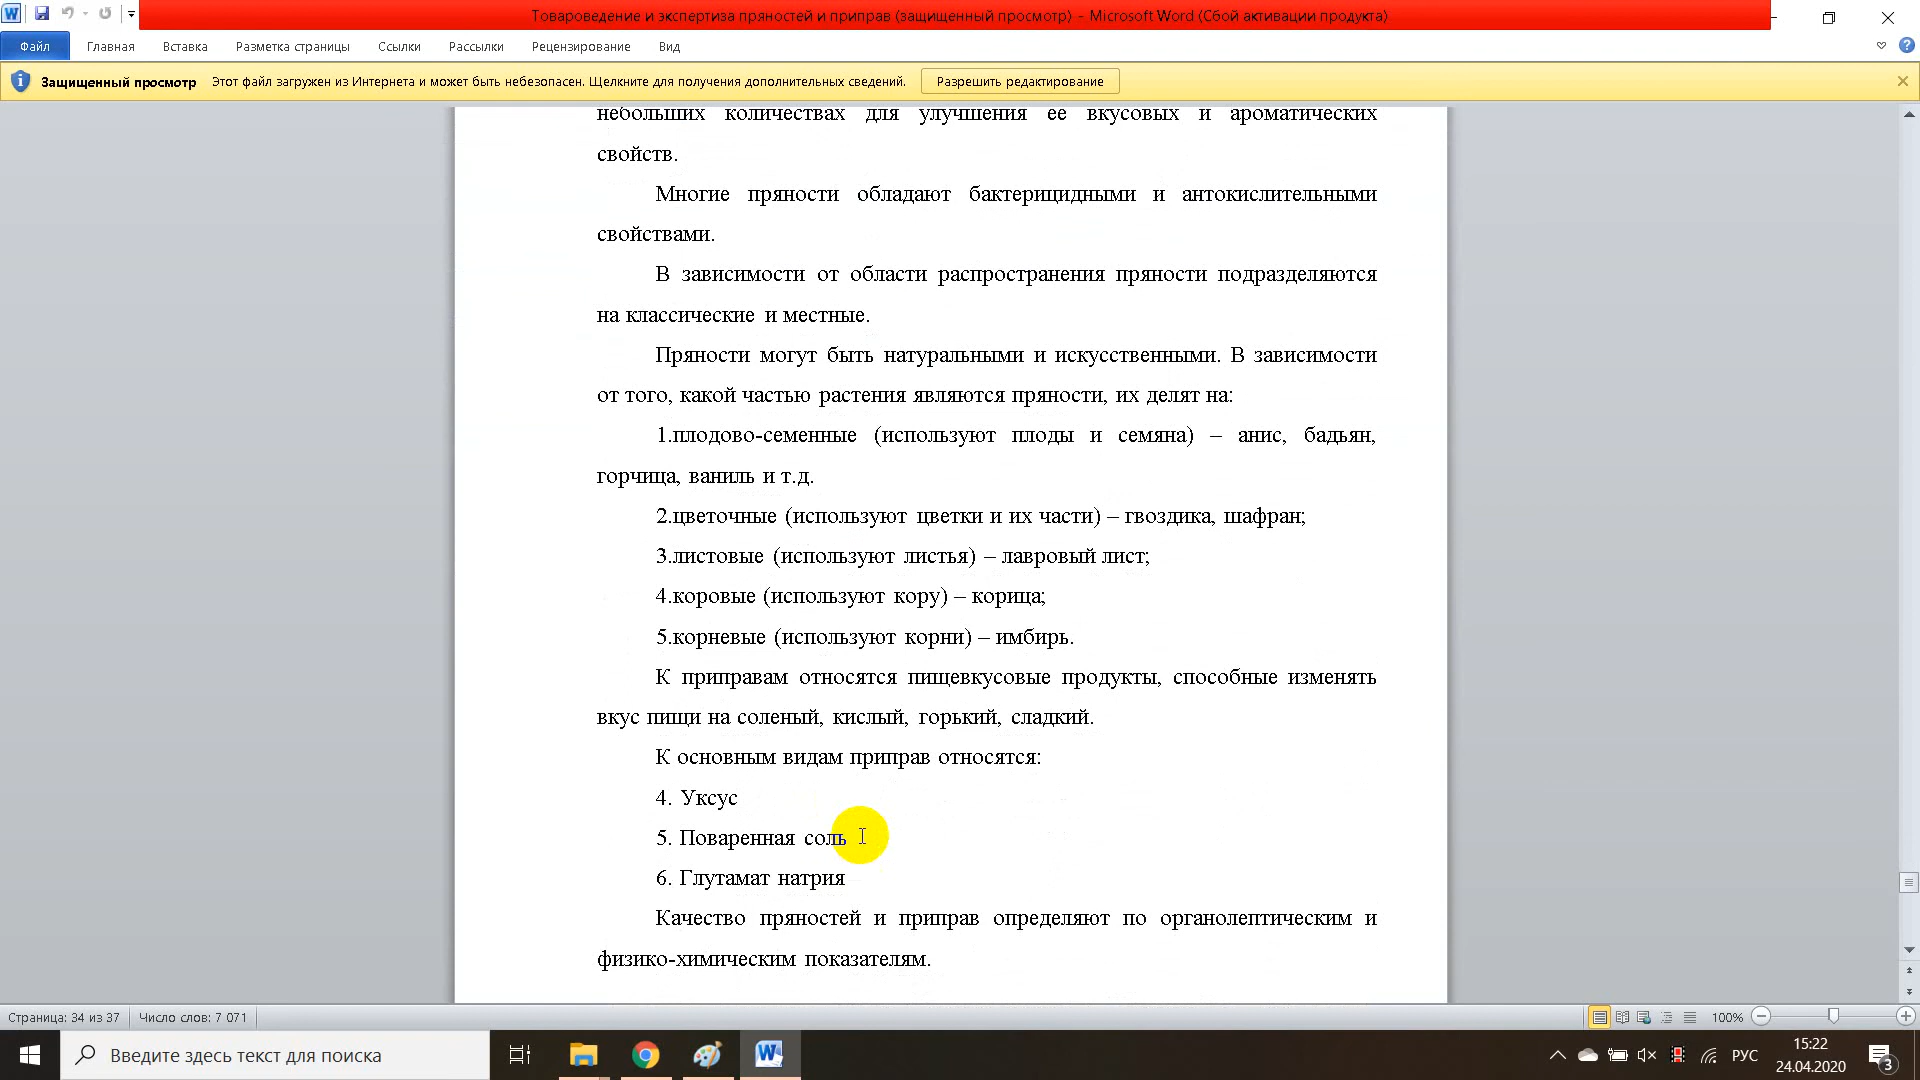 Товароведение и экспертиза пряностей и приправ (защищенный просмотр) - Microsoft Word (Сбой активации продукта)
Файл Главная Вставка Разметка страницы Ссылки Рассылки Рецензирование Вид
Защищенный просмотр Этот файл загружен из Интернета и может быть небезопасен. Щелкните для получения дополнительных сведений. Разрешить редактирование
небольших количествах для улучшения ее вкусовых и ароматических
свойств.
Многие пряности обладают бактерицидными и антокислительными
свойствами.
В зависимости от области распространения пряности подразделяются
на классические и местные.
Пряности могут быть натуральными и искусственными. В зависимости
от того, какой частью растения являются пряности, их делят на:
1.плодово-семенные (используют плоды и семяна) – анис, бадьян,
горчица, ваниль и т.д.
2.цветочные (используют цветки и их части) – гвоздика, шафран;
3.листовые (используют листья) – лавровый лист;
4.коровые (используют кору) – корица;
5.корневые (используют корни) – имбирь.
К приправам относятся пищевкусовые продукты, способные изменять
вкус пищи на соленый, кислый, горький, сладкий.
К основным видам приправ относятся:
4. Уксус
5. Поваренная соль
6. Глутамат натрия
Качество пряностей и приправ определяют по органолептическим и
физико-химическим показателям.
Страница: 34 из 37 Число слов: 7 071 100%
Введите здесь текст для поиска РУС 15:22
24.04.2020 3